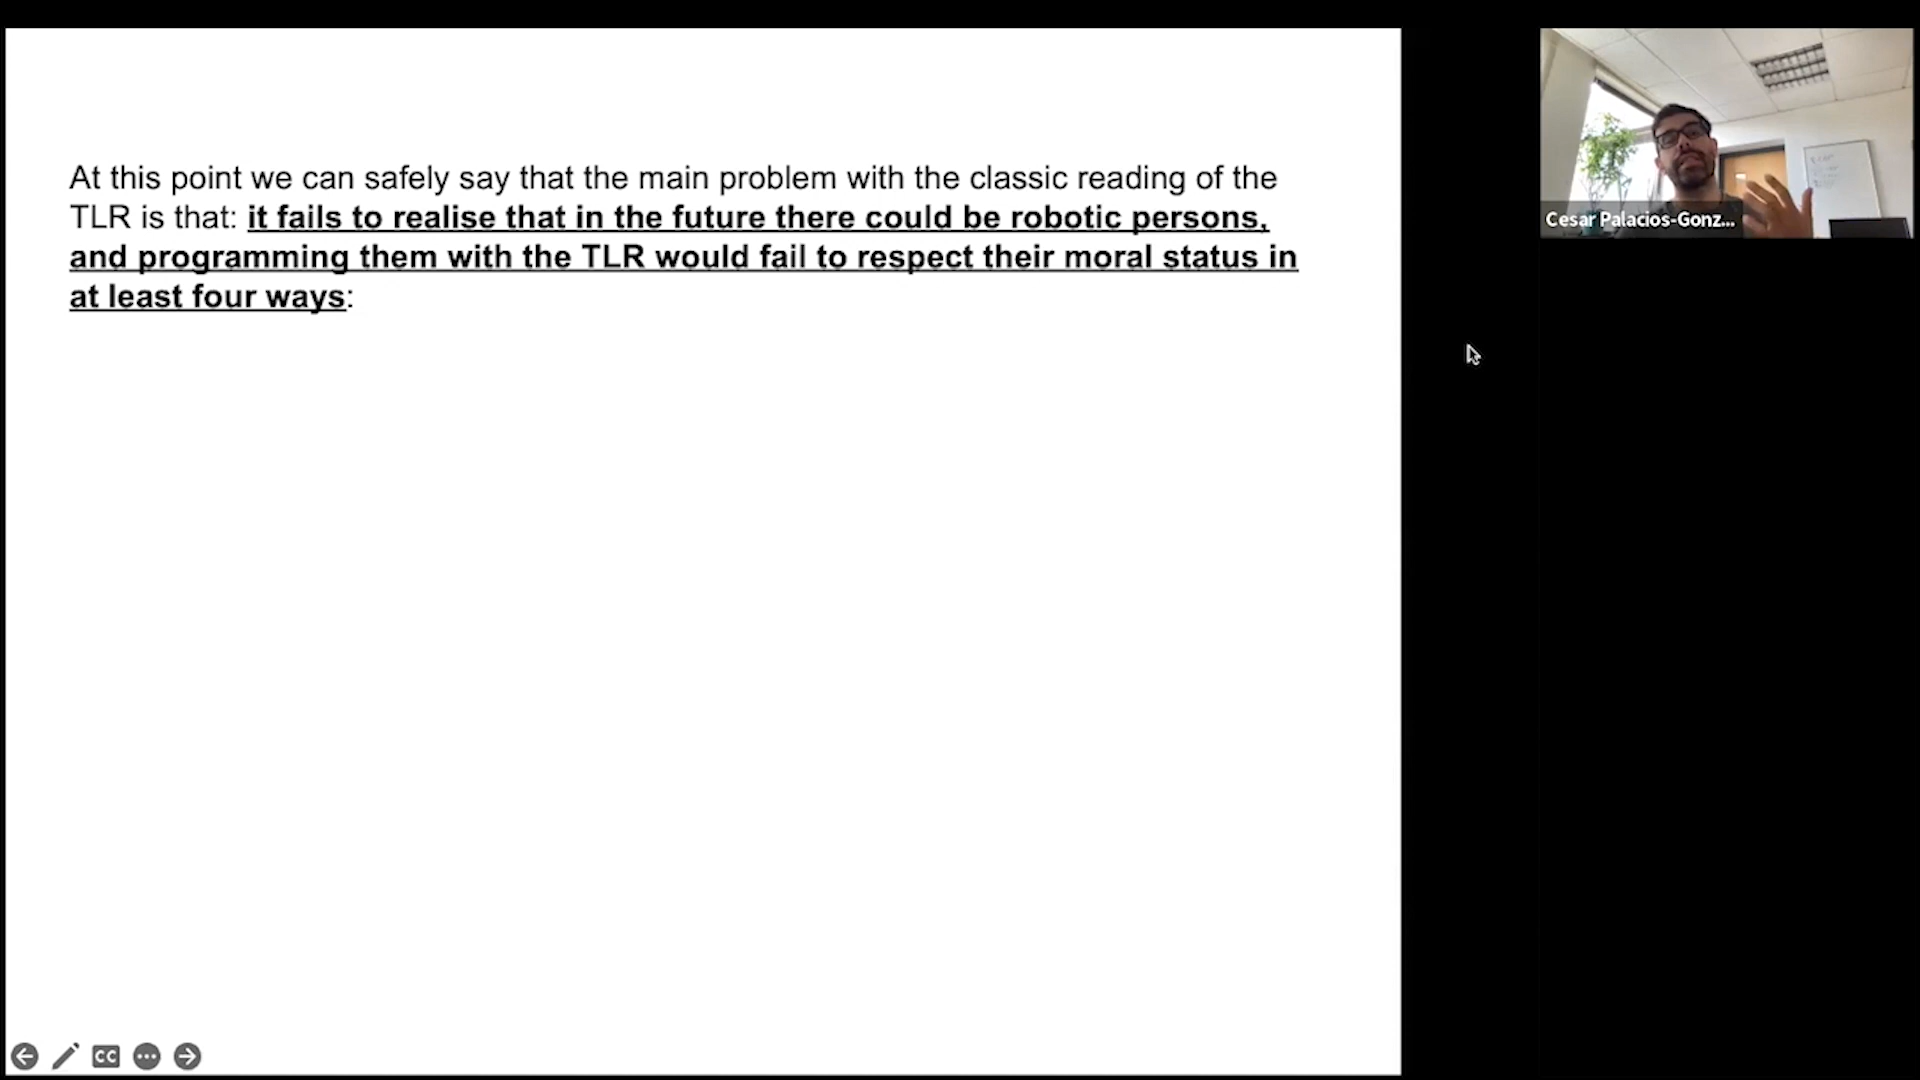 At this point we can safely say that the main problem with the classic reading of the
TLR is that: it fails to realise that in the future there could be robotic persons,
and programming them with the TLR would fail to respect their moral status in
at least four ways:
Cesar Palacios-Gonz...
CC